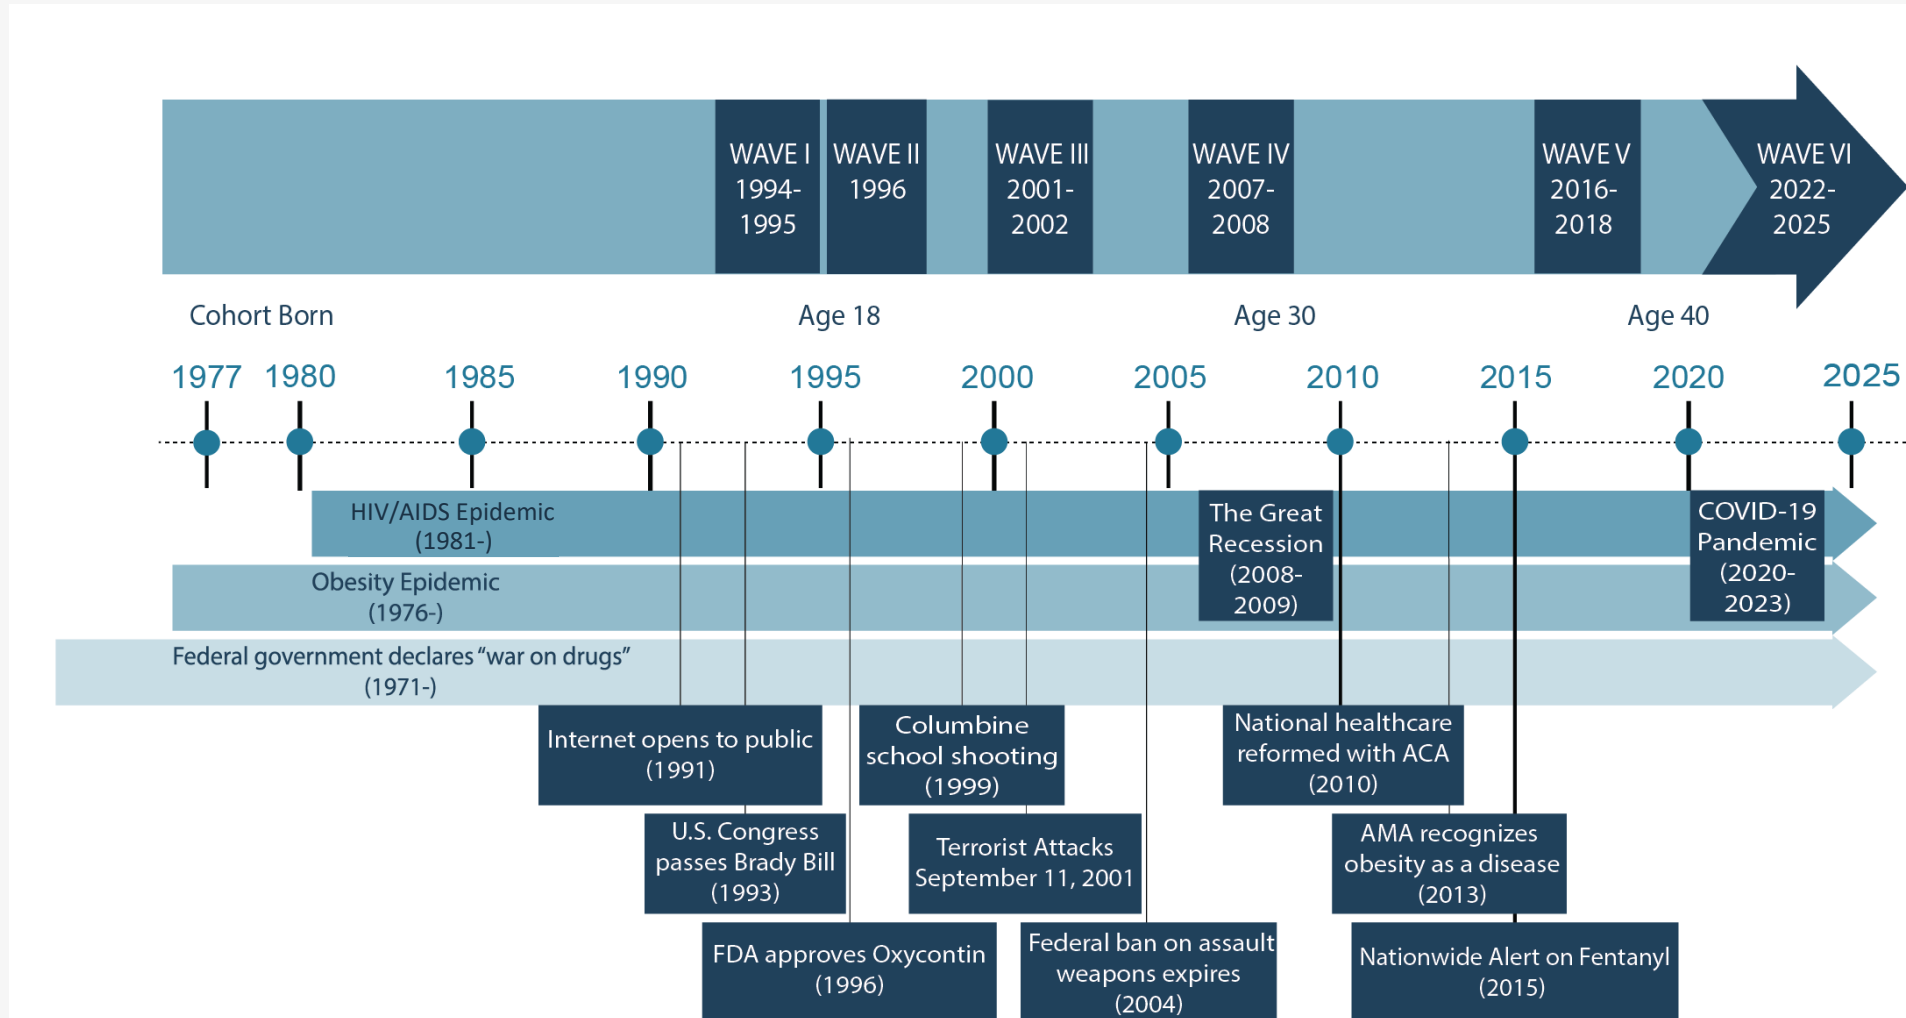 WAVE I
1994-
1995
WAVE II
1996
WAVE III
2001-
2002
WAVE IV
2007-
2008
WAVE V
2016-
2018
WAVE VI
2022-
2025
Cohort Born
Age 18
Age 30
Age 40
1977
1980
1985
1990
1995
2000
2005
2010
2015
2020
2025
HIV/AIDS Epidemic
(1981-)
The Great
Recession
(2008-
2009)
COVID-19
Pandemic
(2020-
2023)
Obesity Epidemic
(1976-)
Federal government declares “war on drugs”
(1971-)
Internet opens to public
(1991)
Columbine
school shooting
(1999)
National healthcare
reformed with ACA
(2010)
U.S. Congress
passes Brady Bill
(1993)
Terrorist Attacks
September 11, 2001
AMA recognizes
obesity as a disease
(2013)
FDA approves Oxycontin
(1996)
Federal ban on assault
weapons expires
(2004)
Nationwide Alert on Fentanyl
(2015)